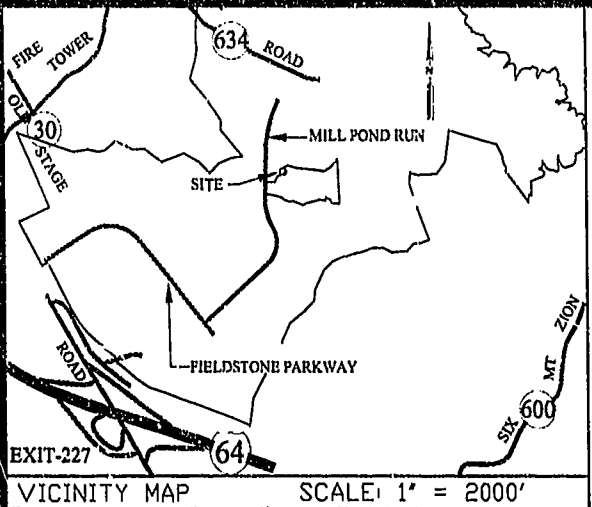 634 ROAD
FIRE TOWER
OLD STAGE ROAD
30
N
MILL POND RUN
SITE
FIELDSTONE PARKWAY
SIX MT ZION
600
EXIT-227
64
VICINITY MAP SCALE: 1" = 2000'